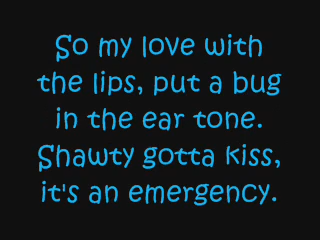 So my love with
the lips, put a bug
in the ear tone.
Shawty gotta kiss,
it's an emergency.